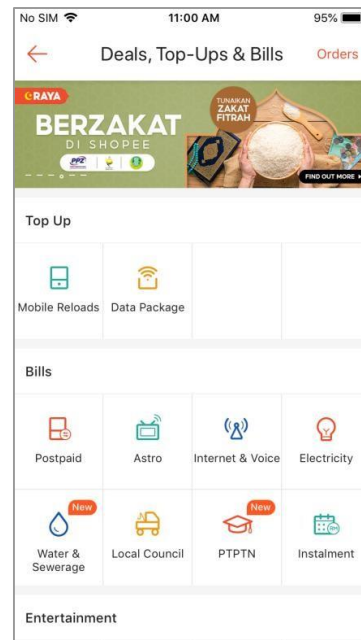 No SIM 11:00 AM 95%
Deals, Top-Ups & Bills Orders
RAYA
BERZAKAT
DI SHOPEE
PPZ
TUNAIKAN
ZAKAT
FITRAH
FIND OUT MORE
Top Up
Mobile Reloads Data Package
Bills
Postpaid Astro Internet & Voice Electricity
New New
Water & Sewerage Local Council PTPTN Instalment
Entertainment